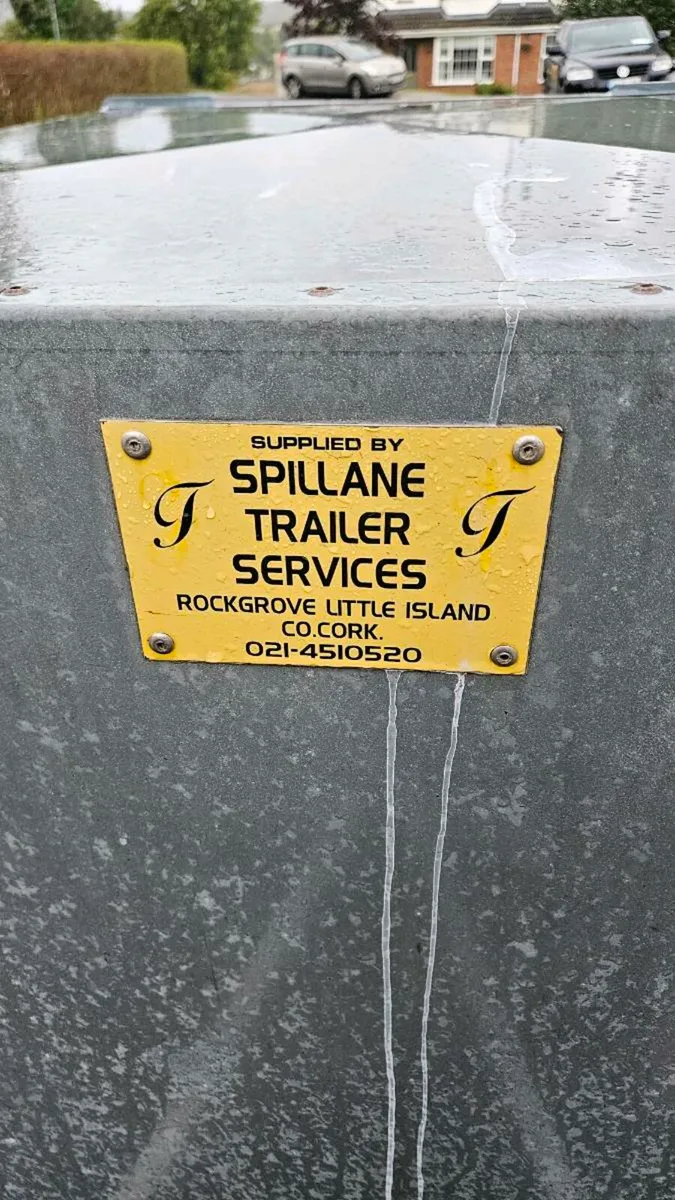 SUPPLIED BY
SPILLANE
T TRAILER T
SERVICES
ROCKGROVE LITTLE ISLAND
CO.CORK.
021-4510520